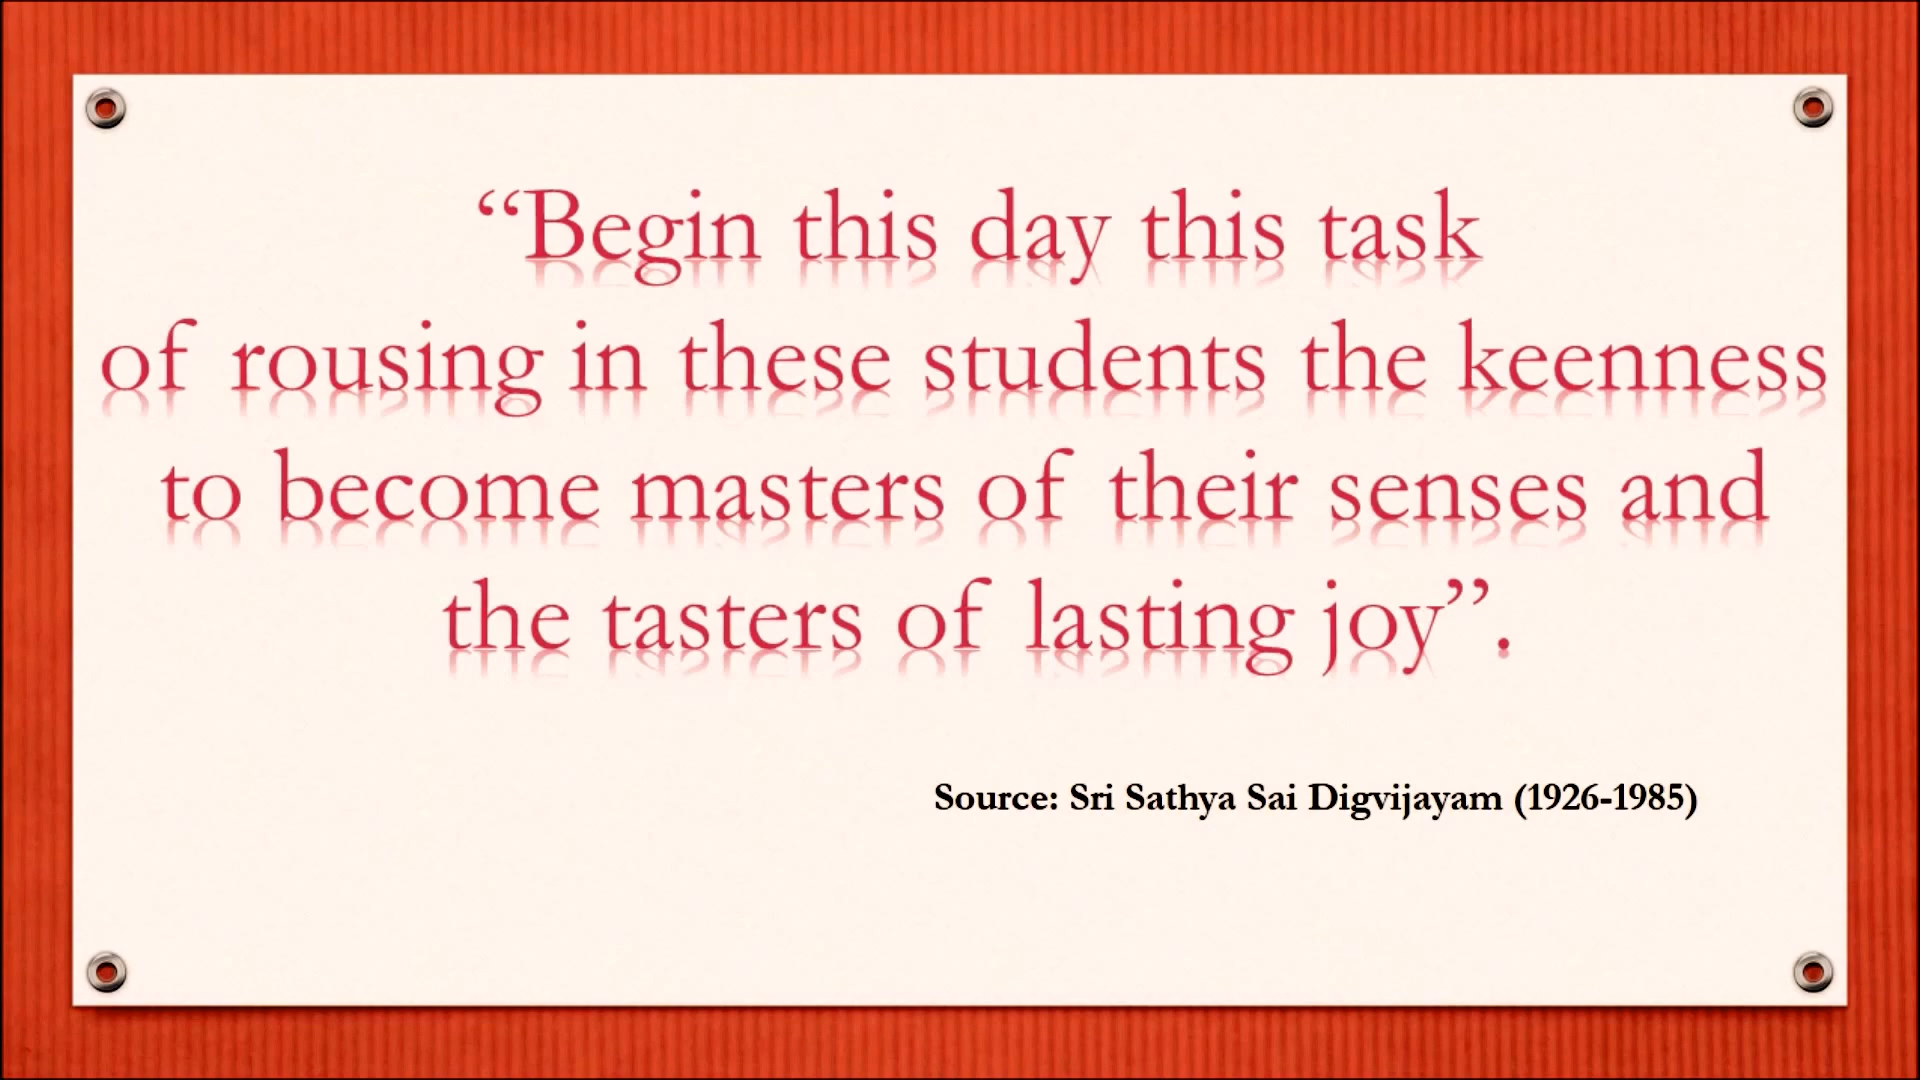 “Begin this day this task
of rousing in these students the keenness
to become masters of their senses and
the tasters of lasting joy”.
Source: Sri Sathya Sai Digvijayam (1926-1985)